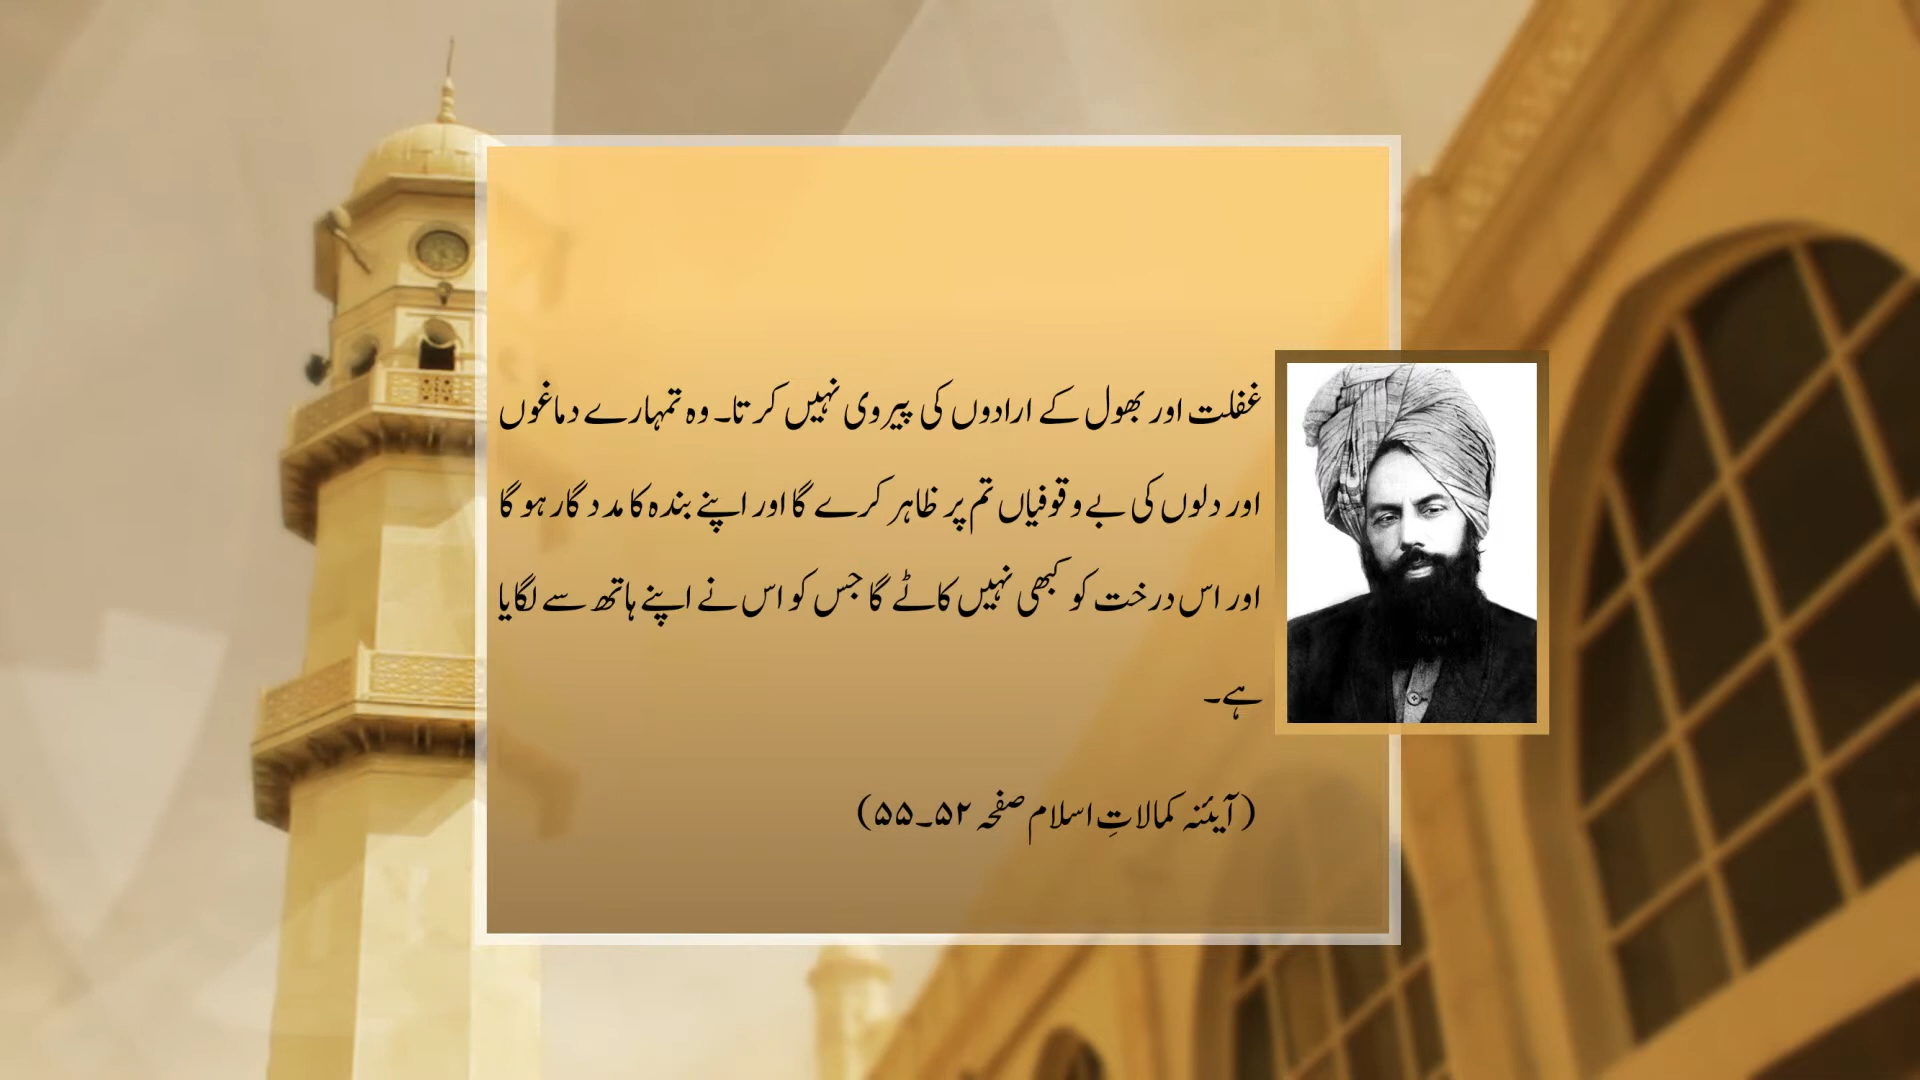 غفلت اور بھول کے ارادوں کی پیروی نہیں کرتا۔ وہ تمہارے دماغوں
اور دلوں کی بے وقوفیاں تم پر ظاہر کرے گا اور اپنے بندہ کا مددگار ہو گا
اور اس درخت کو کبھی نہیں کاٹے گا جس کو اس نے اپنے ہاتھ سے لگایا
ہے۔
(آیئنہ کمالاتِ اسلام صفحہ ۵۲۔۵۵)